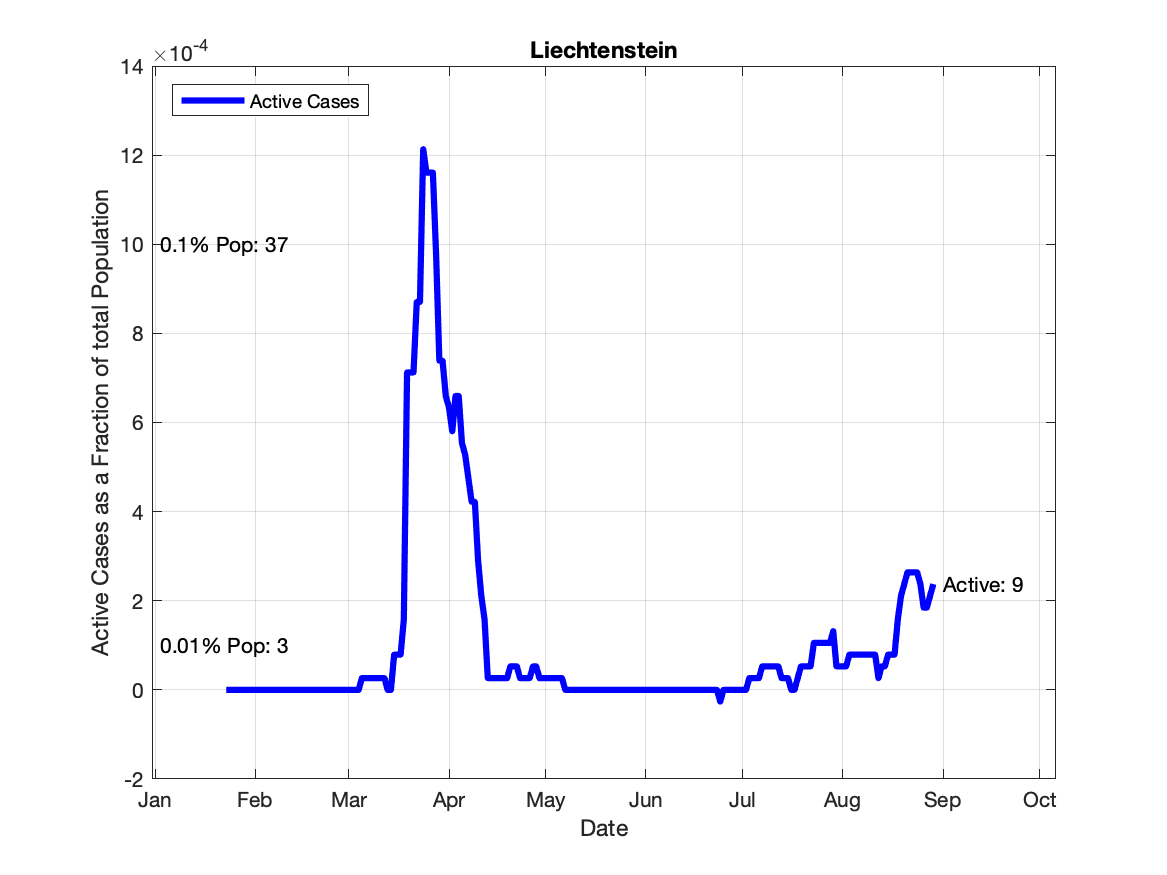 Liechtenstein
×10-4
Active Cases
14
12
10
8
6
4
2
0
-2
0.1% Pop: 37
0.01% Pop: 3
Active: 9
Active Cases as a Fraction of total Population
Jan Feb Mar Apr May Jun Jul Aug Sep Oct
Date